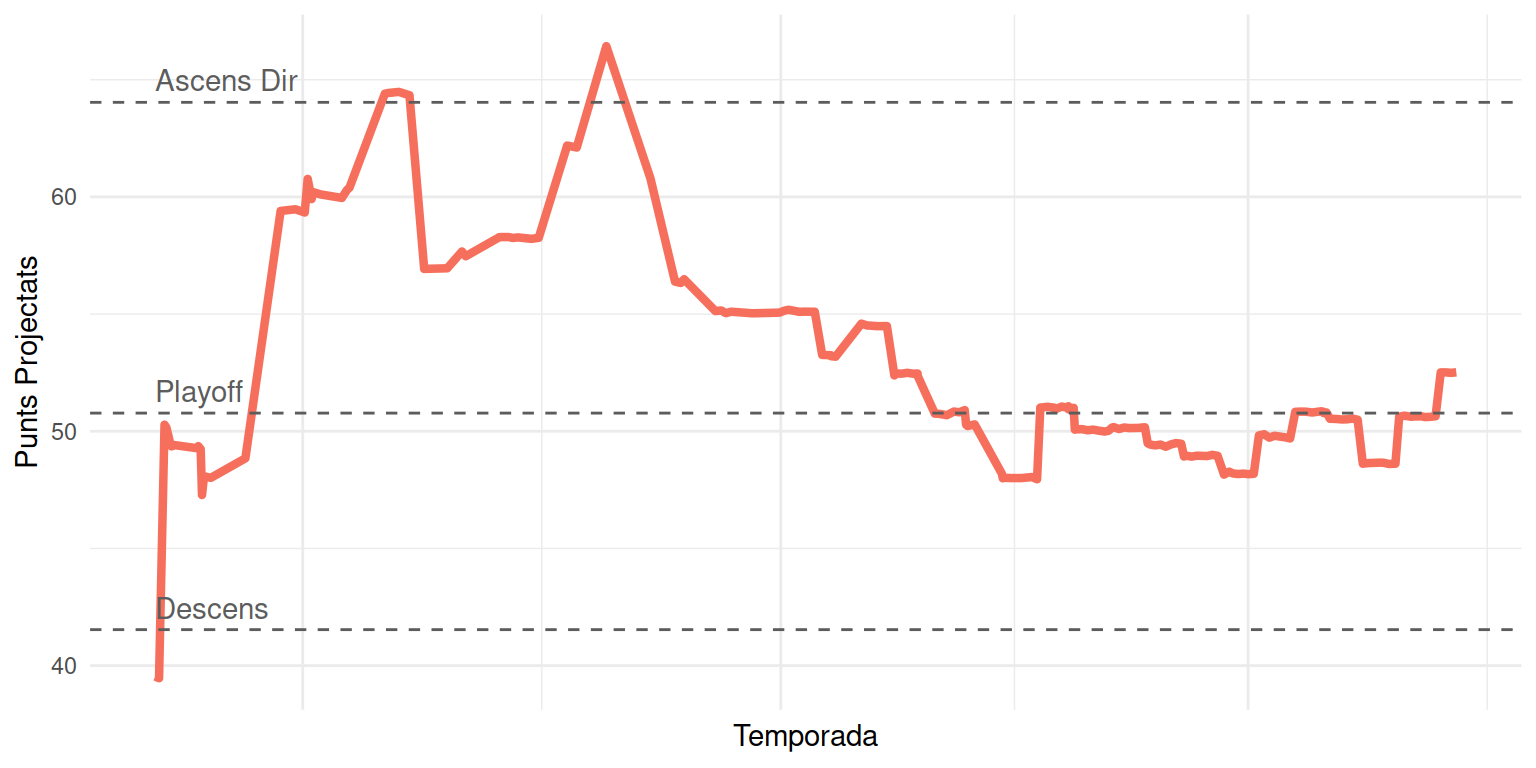 Ascens Dir
60
Playoff
50
Descens
40
Punts Projectats
Temporada